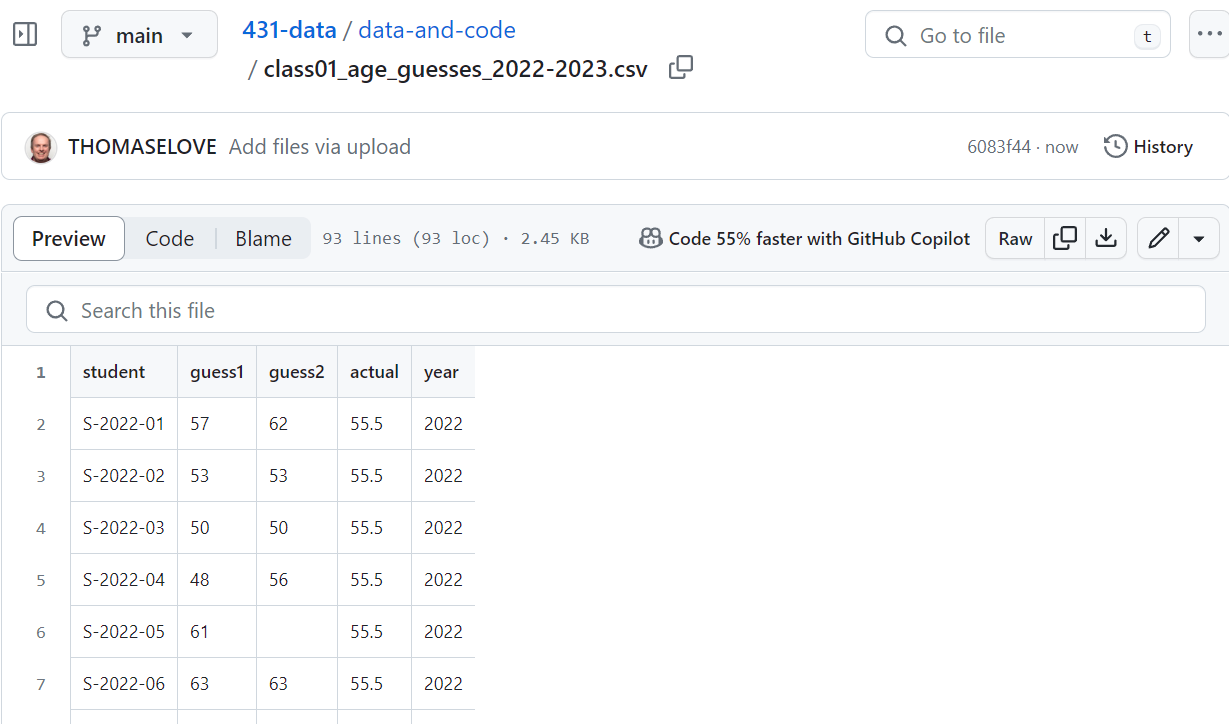 main
431-data / data-and-code
/ class01_age_guesses_2022-2023.csv
Go to file t
THOMASELOVE Add files via upload 6083f44 · now History
Preview Code Blame 93 lines (93 loc) · 2.45 KB Code 55% faster with GitHub Copilot Raw
Search this file
1 student guess1 guess2 actual year
2 S-2022-01 57 62 55.5 2022
3 S-2022-02 53 53 55.5 2022
4 S-2022-03 50 50 55.5 2022
5 S-2022-04 48 56 55.5 2022
6 S-2022-05 61 55.5 2022
7 S-2022-06 63 63 55.5 2022